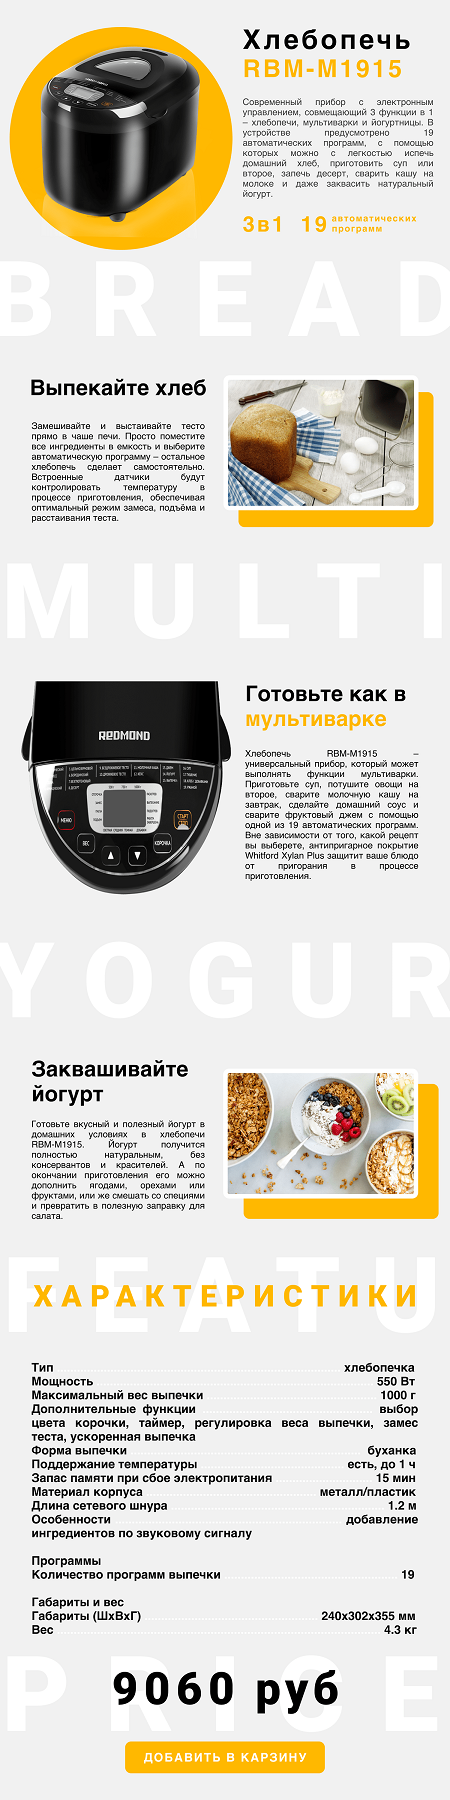 Хлебопечь
RBM-M1915
Современный прибор с электронным
управлением, совмещающий 3 функции в 1
– хлебопечи, мультиварки и йогуртницы. В
устройстве предусмотрено 19
автоматических программ, с помощью
которых можно с легкостью испечь
домашний хлеб, приготовить суп или
второе, запечь десерт, сварить кашу на
молоке и даже заквасить натуральный
йогурт.
3в1 19 автоматических
программ
BREAD
Выпекайте хлеб
Замешивайте и выстаивайте тесто
прямо в чаше печи. Просто поместите
все ингредиенты в емкость и выберите
автоматическую программу – остальное
хлебопечь сделает самостоятельно.
Встроенные датчики будут
контролировать температуру в
процессе приготовления, обеспечивая
оптимальный режим замеса, подъёма и
расстаивания теста.
MULTI
REDMOND
МЕНЮ
СТАРТ
ВЕС
КОРОЧКА
Готовьте как в
мультиварке
Хлебопечь RBM-M1915 –
универсальный прибор, который может
выполнять функции мультиварки.
Приготовьте суп, потушите овощи на
второе, сварите молочную кашу на
завтрак, сделайте домашний соус и
сварите фруктовый джем с помощью
одной из 19 автоматических программ.
Вне зависимости от того, какой рецепт
вы выберете, антипригарное покрытие
Whitford Xylan Plus защитит ваше блюдо
от пригорания в процессе
приготовления.
YOGUR
Заквашивайте
йогурт
Готовьте вкусный и полезный йогурт в
домашних условиях в хлебопечи
RBM-M1915. Йогурт получится
полностью натуральным, без
консервантов и красителей. А по
окончании приготовления его можно
дополнить ягодами, орехами или
фруктами, или же смешать со специями
и превратить в полезную заправку для
салата.
FEATU
ХАРАКТЕРИСТИКИ
Тип хлебопечка
Мощность 550 Вт
Максимальный вес выпечки 1000 г
Дополнительные функции выбор
цвета корочки, таймер, регулировка веса выпечки, замес
теста, ускоренная выпечка
Форма выпечки буханка
Поддержание температуры есть, до 1 ч
Запас памяти при сбое электропитания 15 мин
Материал корпуса металл/пластик
Длина сетевого шнура 1.2 м
Особенности добавление
ингредиентов по звуковому сигналу
Программы
Количество программ выпечки 19
Габариты и вес
Габариты (ШхВхГ) 240x302x355 мм
Вес 4.3 кг
PRICE
9060 руб
ДОБАВИТЬ В КАРЗИНУ